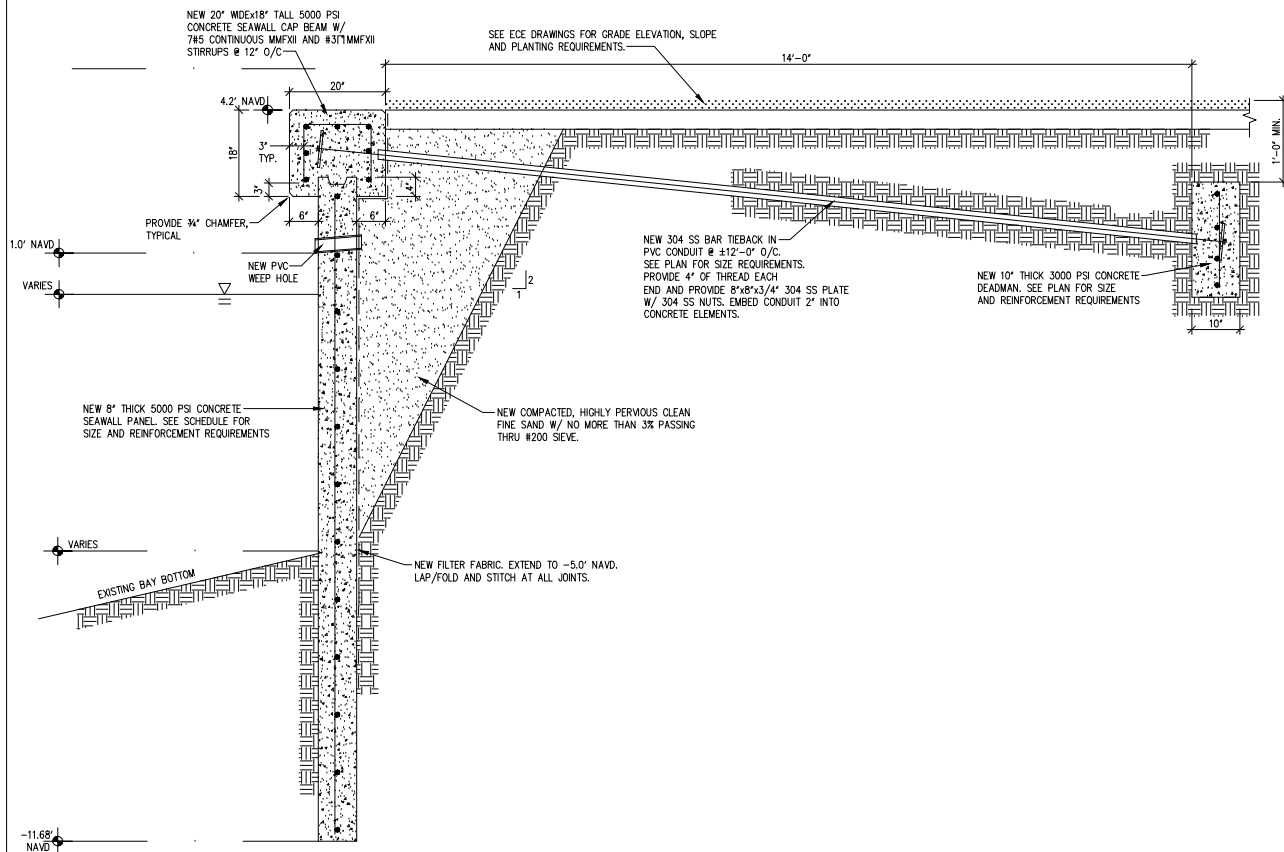 NEW 20" WIDEx18" TALL 5000 PSI
CONCRETE SEAWALL CAP BEAM W/
7#5 CONTINUOUS MMFXII AND #3 MMFXII
STIRRUPS @ 12" O/C
SEE ECE DRAWINGS FOR GRADE ELEVATION, SLOPE
AND PLANTING REQUIREMENTS.
14'-0"
20"
4.2' NAVD
18"
3"
TYP.
3"
4"
1'-0" MIN.
PROVIDE ¾" CHAMFER,
TYPICAL
6"
6"
1.0' NAVD
NEW PVC
WEEP HOLE
VARIES
2
1
NEW 304 SS BAR TIEBACK IN
PVC CONDUIT @ ±12'-0" O/C.
SEE PLAN FOR SIZE REQUIREMENTS.
PROVIDE 4" OF THREAD EACH
END AND PROVIDE 8"x8"x3/4" 304 SS PLATE
W/ 304 SS NUTS. EMBED CONDUIT 2" INTO
CONCRETE ELEMENTS.
NEW 10" THICK 3000 PSI CONCRETE
DEADMAN. SEE PLAN FOR SIZE
AND REINFORCEMENT REQUIREMENTS
10"
NEW 8" THICK 5000 PSI CONCRETE
SEAWALL PANEL. SEE SCHEDULE FOR
SIZE AND REINFORCEMENT REQUIREMENTS
NEW COMPACTED, HIGHLY PERVIOUS CLEAN
FINE SAND W/ NO MORE THAN 3% PASSING
THRU #200 SIEVE.
VARIES
EXISTING BAY BOTTOM
NEW FILTER FABRIC. EXTEND TO -5.0' NAVD.
LAP/FOLD AND STITCH AT ALL JOINTS.
-11.68'
NAVD